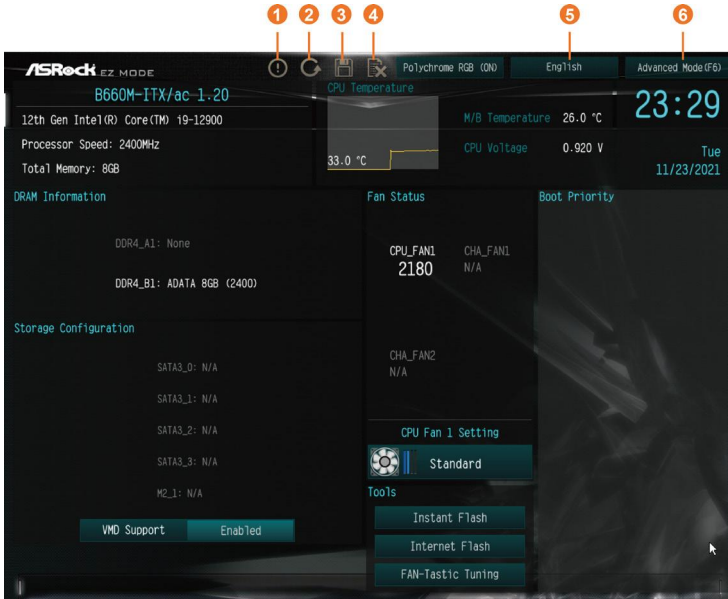 1 2 3 4 5 6
ASRock EZ MODE
Polychrome RGB (ON)
English
Advanced Mode(F6)
B660M-ITX/ac 1.20
12th Gen Intel(R) Core(TM) i9-12900
Processor Speed: 2400MHz
Total Memory: 8GB
CPU Temperature
33.0 °C
M/B Temperature 26.0 °C
CPU Voltage 0.920 V
23:29
Tue
11/23/2021
DRAM Information
DDR4_A1: None
DDR4_B1: ADATA 8GB (2400)
Storage Configuration
SATA3_0: N/A
SATA3_1: N/A
SATA3_2: N/A
SATA3_3: N/A
M2_1: N/A
VMD Support Enabled
Fan Status
CPU_FAN1
2180
CHA_FAN1
N/A
CHA_FAN2
N/A
CPU Fan 1 Setting
Standard
Tools
Instant Flash
Internet Flash
FAN-Tastic Tuning
Boot Priority